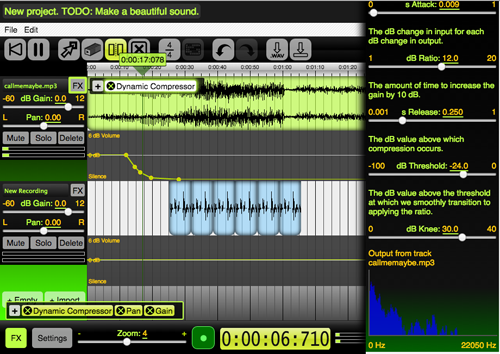 New project. TODO: Make a beautiful sound.
File Edit
.WAV
4
4
0:00:17:078
callmemaybe.mp3
FX
-60 dB Gain: 0.0 12
L Pan: 0.00 R
Mute Solo Delete
+ Dynamic Compressor
6 dB Volume
0 dB
Silence
New Recording
FX
-60 dB Gain: 0.0 12
L Pan: 0.00 R
Mute Solo Delete
6 dB Volume
0 dB
Silence
+ Empty + Import
+ Dynamic Compressor Pan Gain
FX Settings - Zoom: 4 + 0:00:06:710
0 s Attack: 0.009 1
The dB change in input for each
dB change in output.
1 dB Ratio: 12.0 20
The amount of time to increase the
gain by 10 dB.
0.001 s Release: 0.250 1
The dB value above which
compression occurs.
-100 dB Threshold: -24.0 0
The dB value above the threshold
at which we smoothly transition to
applying the ratio.
0 dB Knee: 30.0 40
Output from track
callmemaybe.mp3
0 Hz 22050 Hz